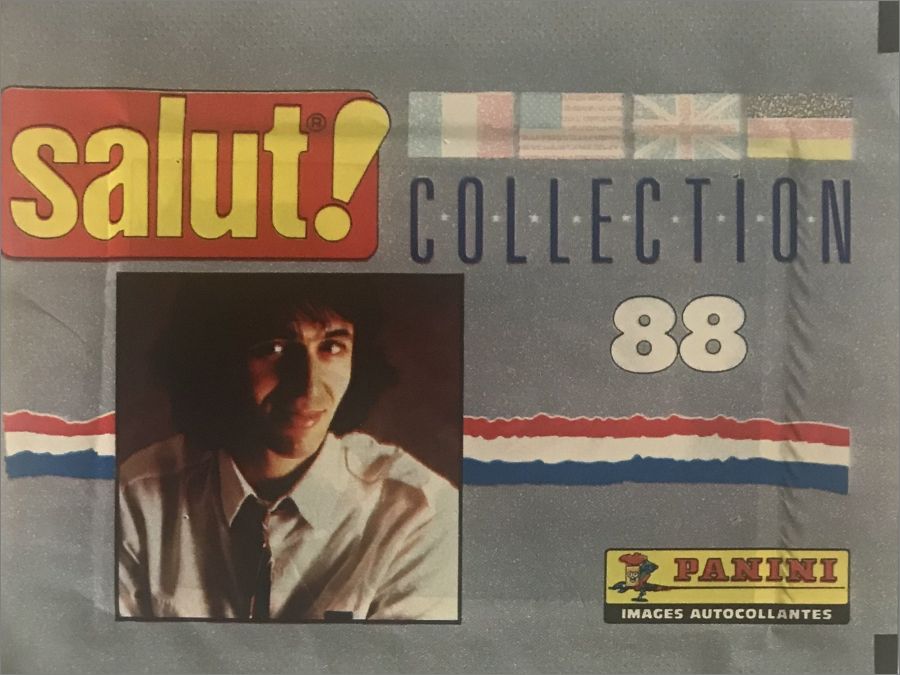 salut!®
COLLECTION
88
PANINI
IMAGES AUTOCOLLANTES